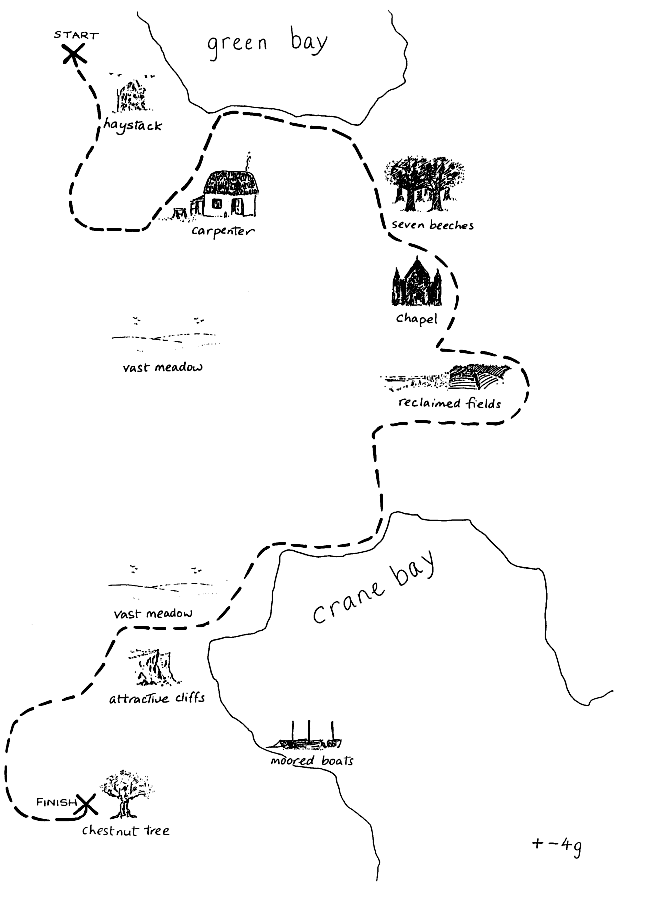 START
green bay
haystack
seven beeches
carpenter
chapel
vast meadow
reclaimed fields
crane bay
vast meadow
attractive cliffs
moored boats
FINISH
chestnut tree
+-4g